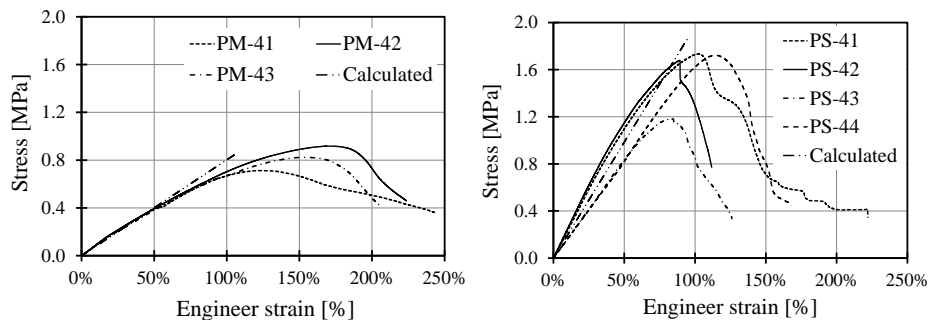 2.0
1.6
1.2
0.8
0.4
0.0
Stress [MPa]
PM-41
PM-42
PM-43
Calculated
0% 50% 100% 150% 200% 250%
Engineer strain [%]
2.0
1.6
1.2
0.8
0.4
0.0
Stress [MPa]
PS-41
PS-42
PS-43
PS-44
Calculated
0% 50% 100% 150% 200% 250%
Engineer strain [%]